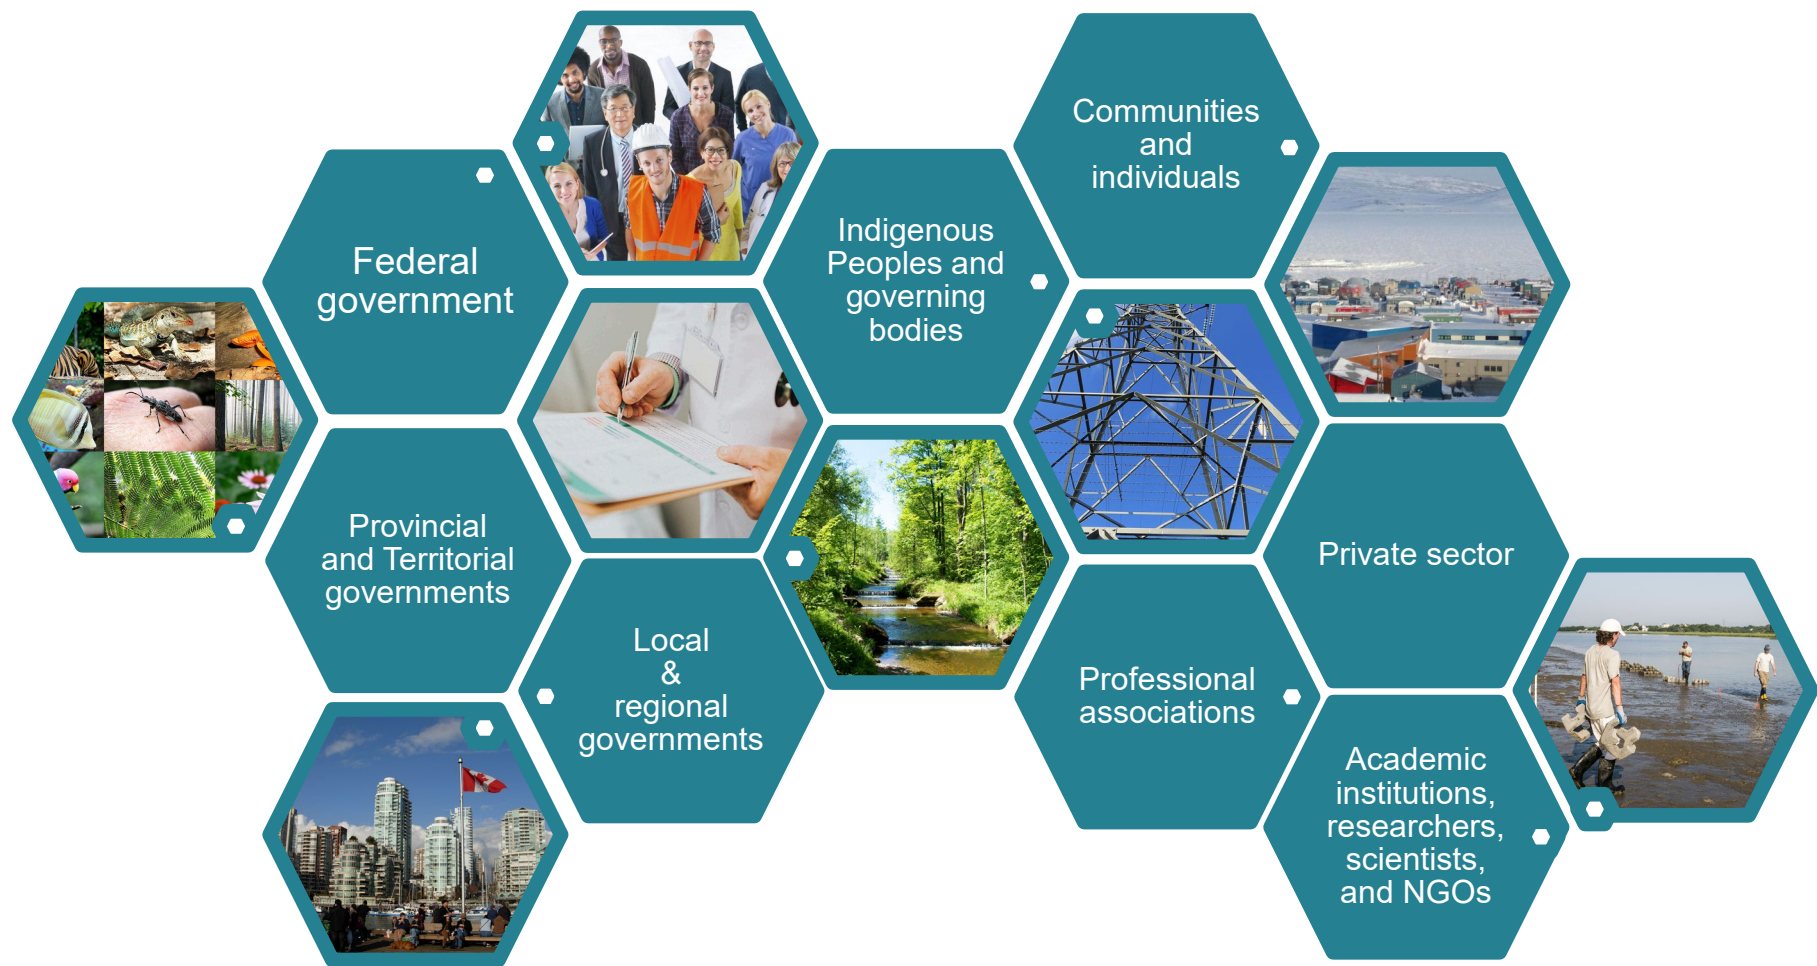 Federal
government
Provincial
and Territorial
governments
Local
&
regional
governments
Indigenous
Peoples and
governing
bodies
Communities
and
individuals
Private sector
Professional
associations
Academic
institutions,
researchers,
scientists,
and NGOs